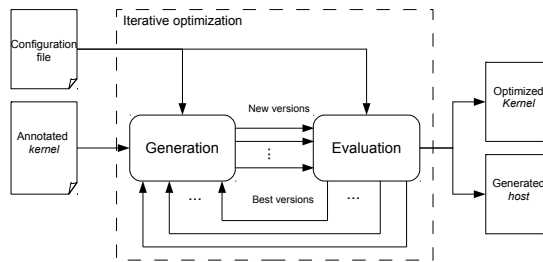 Iterative optimization
Configuration
file
Annotated
kernel
Generation
New versions
⋮
Evaluation
...
Best versions
...
Optimized
Kernel
Generated
host